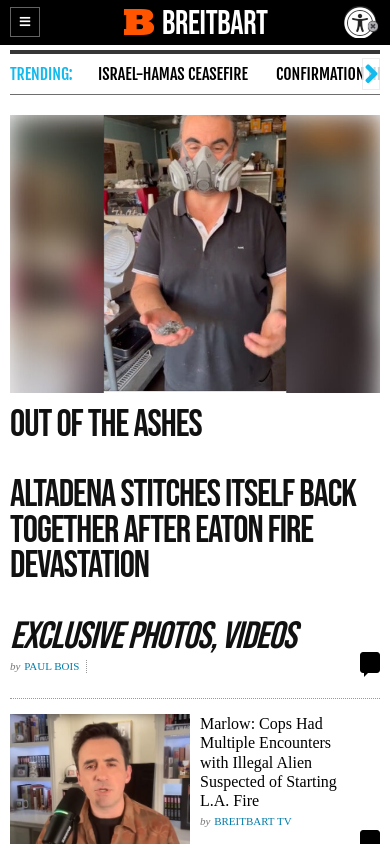 BREITBART
TRENDING:
ISRAEL-HAMAS CEASEFIRE
CONFIRMATION
OUT OF THE ASHES
ALTADENA STITCHES ITSELF BACK
TOGETHER AFTER EATON FIRE
DEVASTATION
EXCLUSIVE PHOTOS, VIDEOS
by PAUL BOIS
Marlow: Cops Had
Multiple Encounters
with Illegal Alien
Suspected of Starting
L.A. Fire
by BREITBART TV